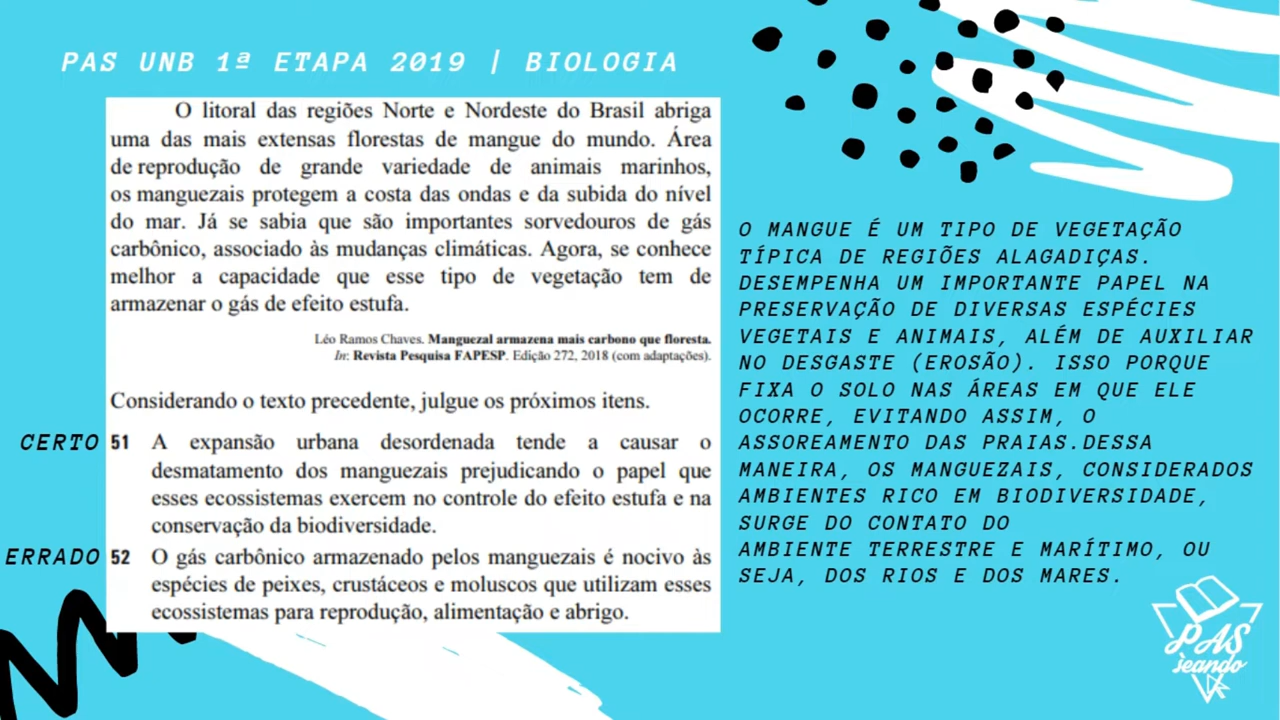 PAS UNB 1ª ETAPA 2019 | BIOLOGIA
O litoral das regiões Norte e Nordeste do Brasil abriga
uma das mais extensas florestas de mangue do mundo. Área
de reprodução de grande variedade de animais marinhos,
os manguezais protegem a costa das ondas e da subida do nível
do mar. Já se sabia que são importantes sorvedouros de gás
carbônico, associado às mudanças climáticas. Agora, se conhece
melhor a capacidade que esse tipo de vegetação tem de
armazenar o gás de efeito estufa.
Léo Ramos Chaves. Manguezal armazena mais carbono que floresta.
In: Revista Pesquisa FAPESP. Edição 272, 2018 (com adaptações).
Considerando o texto precedente, julgue os próximos itens.
CERTO 51 A expansão urbana desordenada tende a causar o
desmatamento dos manguezais prejudicando o papel que
esses ecossistemas exercem no controle do efeito estufa e na
conservação da biodiversidade.
ERRADO 52 O gás carbônico armazenado pelos manguezais é nocivo às
espécies de peixes, crustáceos e moluscos que utilizam esses
ecossistemas para reprodução, alimentação e abrigo.
O MANGUE É UM TIPO DE VEGETAÇÃO
TÍPICA DE REGIÕES ALAGADIÇAS.
DESEMPENHA UM IMPORTANTE PAPEL NA
PRESERVAÇÃO DE DIVERSAS ESPÉCIES
VEGETAIS E ANIMAIS, ALÉM DE AUXILIAR
NO DESGASTE (EROSÃO). ISSO PORQUE
FIXA O SOLO NAS ÁREAS EM QUE ELE
OCORRE, EVITANDO ASSIM, O
ASSOREAMENTO DAS PRAIAS.DESSA
MANEIRA, OS MANGUEZAIS, CONSIDERADOS
AMBIENTES RICO EM BIODIVERSIDADE,
SURGE DO CONTATO DO
AMBIENTE TERRESTRE E MARÍTIMO, OU
SEJA, DOS RIOS E DOS MARES.
PAS
seando